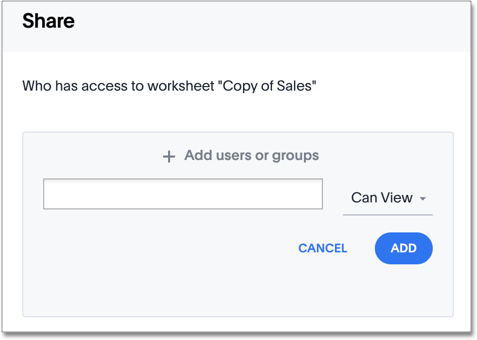 Share
Who has access to worksheet "Copy of Sales"
+ Add users or groups
Can View
CANCEL ADD